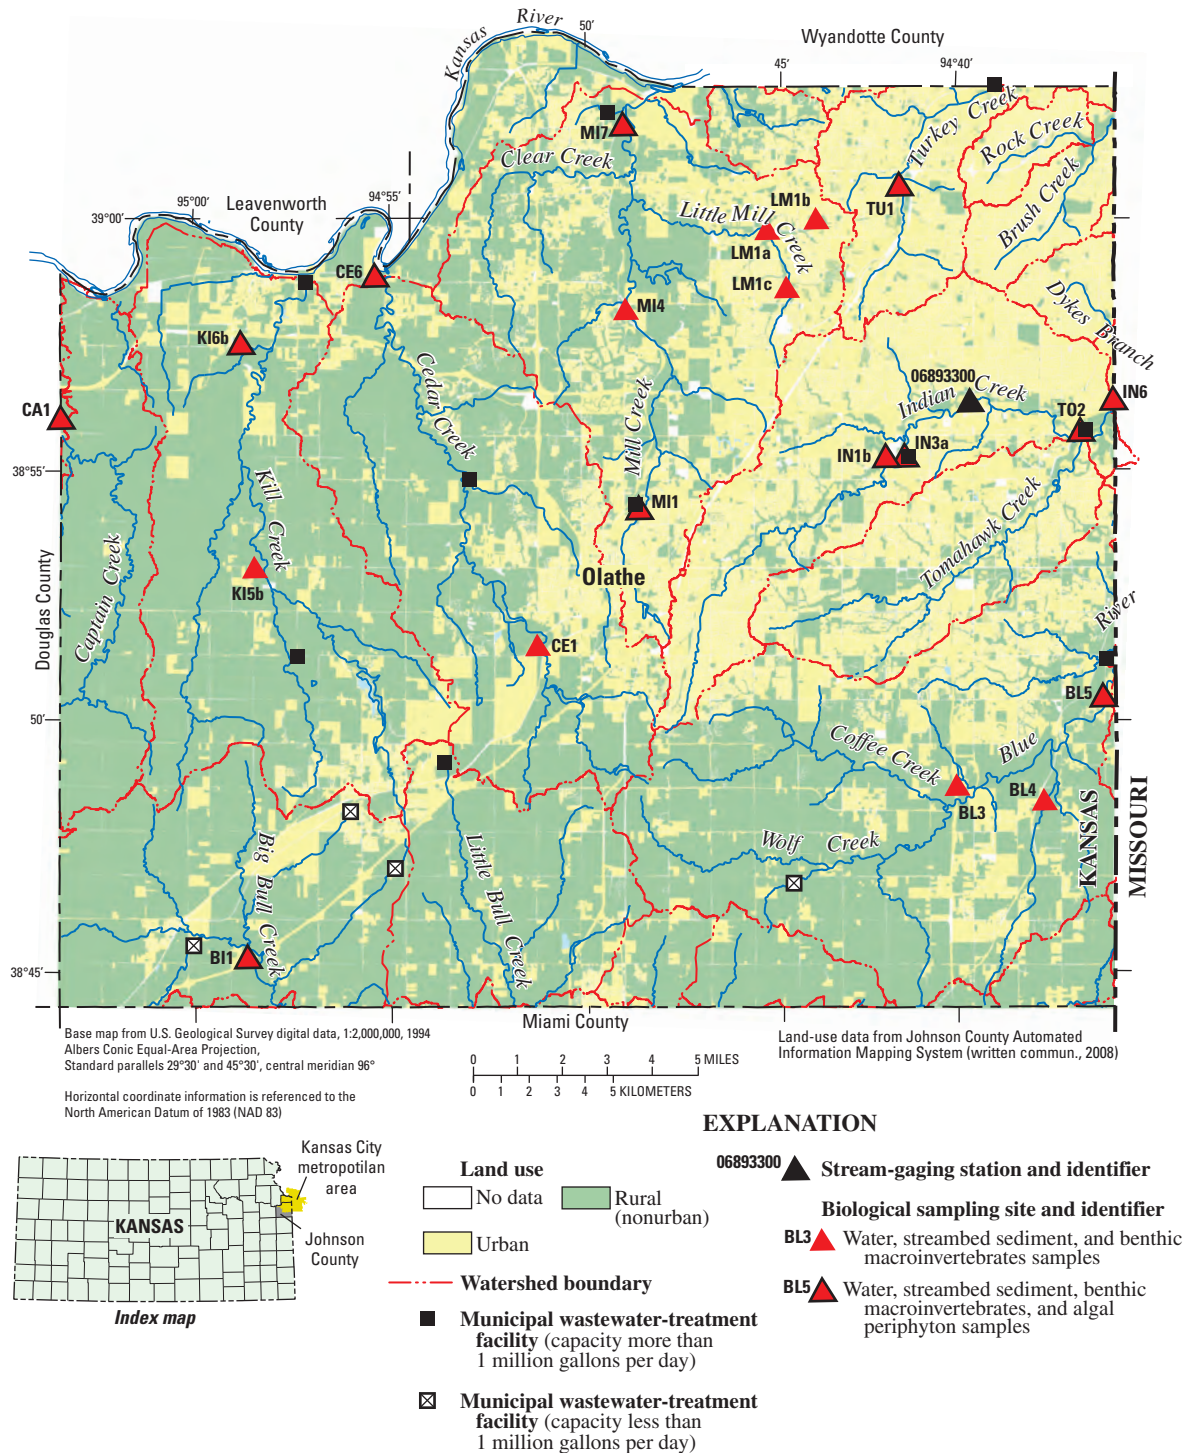 Kansas River
50′
Wyandotte County
45′
94°40′
Turkey Creek
Rock Creek
MI7
Clear Creek
Brush Creek
95°00′
94°55′
39°00′
Leavenworth
County
LM1b
TU1
Little Mill Creek
LM1a
CE6
LM1c
Dykes Branch
MI4
KI6b
Cedar Creek
06893300
Indian Creek
IN6
CA1
TO2
Mill Creek
IN3a
IN1b
38°55′
Kill Creek
MI1
Tomahawk Creek
Captain Creek
KI5b
Olathe
River
Douglas County
CE1
BL5
50′
Coffee Creek
Blue
BL4
BL3
KANSAS
MISSOURI
Big Bull Creek
Little Bull Creek
Wolf Creek
BI1
38°45′
Miami County
Base map from U.S. Geological Survey digital data, 1:2,000,000, 1994
Albers Conic Equal-Area Projection,
Standard parallels 29°30′ and 45°30′, central meridian 96°
Horizontal coordinate information is referenced to the
North American Datum of 1983 (NAD 83)
0 1 2 3 4 5 MILES
0 1 2 3 4 5 KILOMETERS
Land-use data from Johnson County Automated
Information Mapping System (written commun., 2008)
EXPLANATION
Kansas City
metropotilan
area
KANSAS
Johnson
County
Index map
Land use
No data
Rural
(nonurban)
Urban
Watershed boundary
Municipal wastewater-treatment
facility (capacity more than
1 million gallons per day)
Municipal wastewater-treatment
facility (capacity less than
1 million gallons per day)
06893300 Stream-gaging station and identifier
Biological sampling site and identifier
BL3 Water, streambed sediment, and benthic
macroinvertebrates samples
BL5 Water, streambed sediment, benthic
macroinvertebrates, and algal
periphyton samples